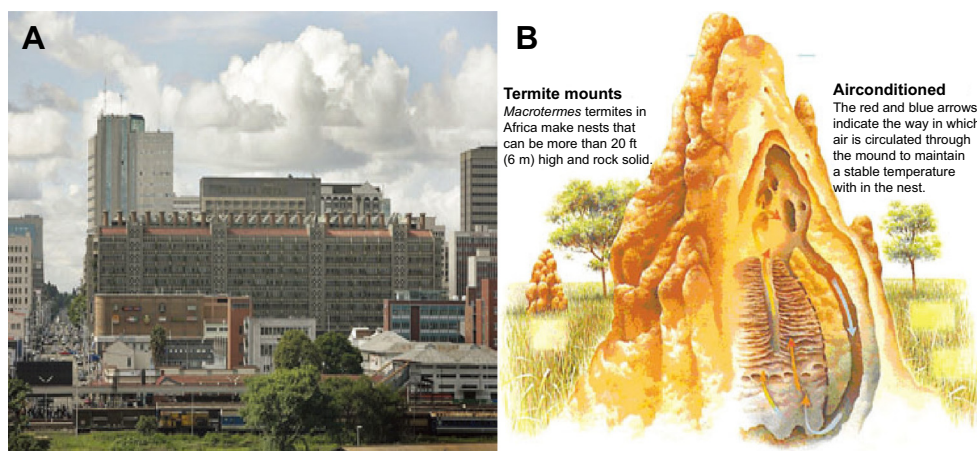 A
B
Termite mounts
Macrotermes termites in
Africa make nests that
can be more than 20 ft
(6 m) high and rock solid.
Airconditioned
The red and blue arrows
indicate the way in which
air is circulated through
the mound to maintain
a stable temperature
with in the nest.